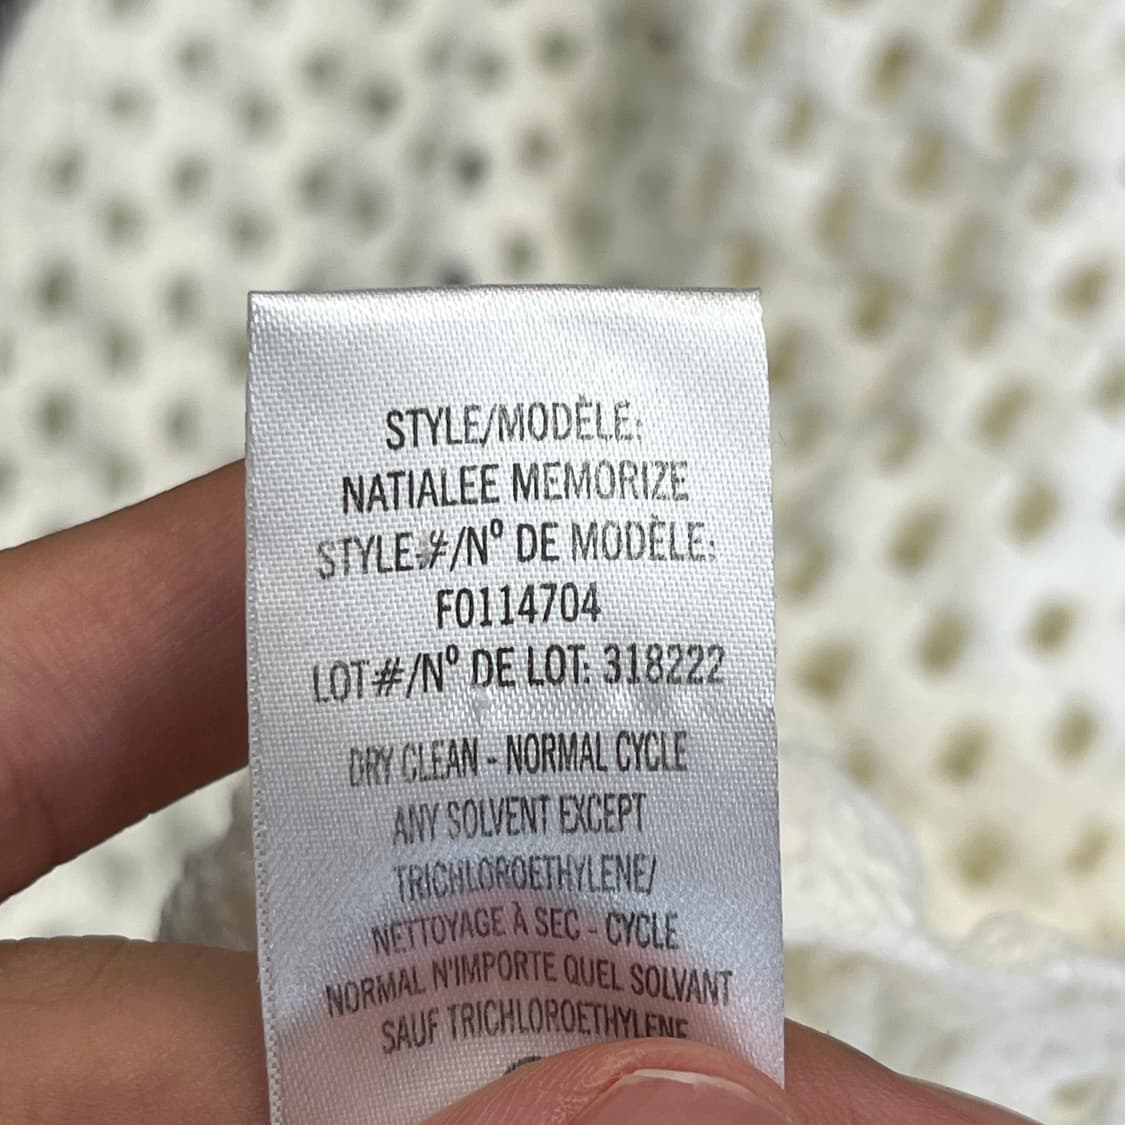 STYLE/MODÈLE:
NATIALEE MEMORIZE
STYLE #/Nº DE MODÈLE:
F0114704
LOT #/Nº DE LOT: 318222
DRY CLEAN - NORMAL CYCLE
ANY SOLVENT EXCEPT
TRICHLOROETHYLENE/
NETTOYAGE À SEC - CYCLE
NORMAL N'IMPORTE QUEL SOLVANT
SAUF TRICHLOROETHYLENE